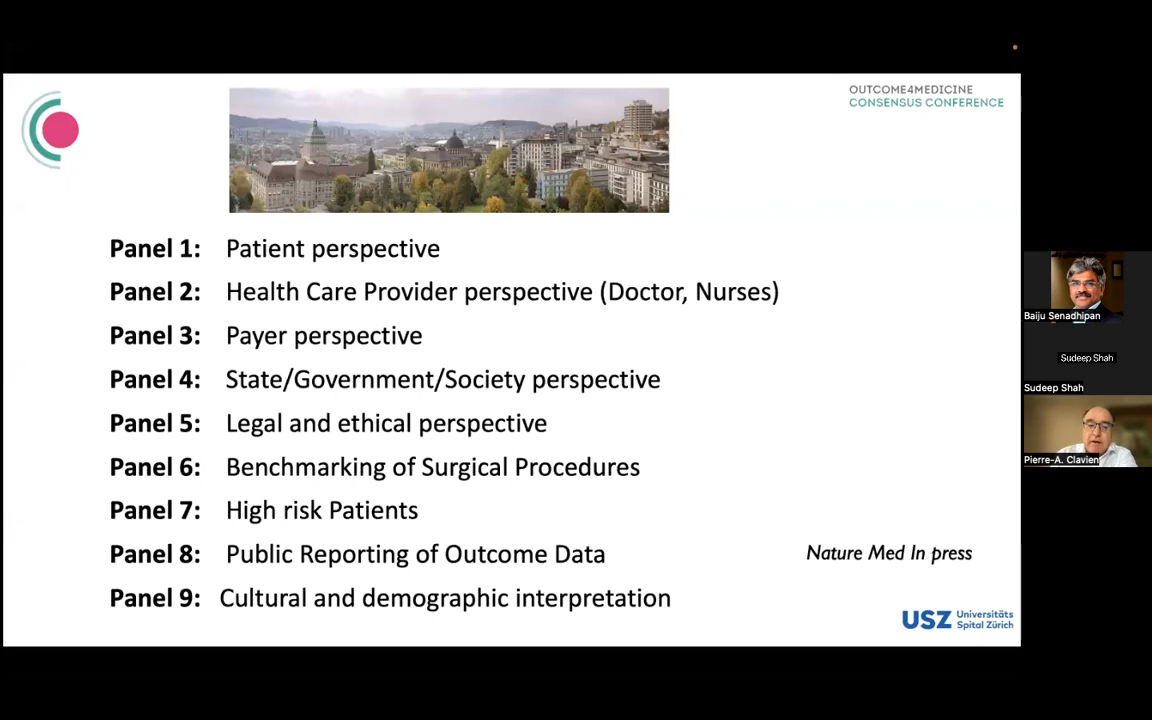 OUTCOME4MEDICINE
CONSENSUS CONFERENCE
Panel 1: Patient perspective
Panel 2: Health Care Provider perspective (Doctor, Nurses)
Panel 3: Payer perspective
Panel 4: State/Government/Society perspective
Panel 5: Legal and ethical perspective
Panel 6: Benchmarking of Surgical Procedures
Panel 7: High risk Patients
Panel 8: Public Reporting of Outcome Data
Nature Med In press
Panel 9: Cultural and demographic interpretation
USZ Universitäts
Spital Zürich
Baiju Senadhipan
Sudeep Shah
Sudeep Shah
Pierre-A. Clavien